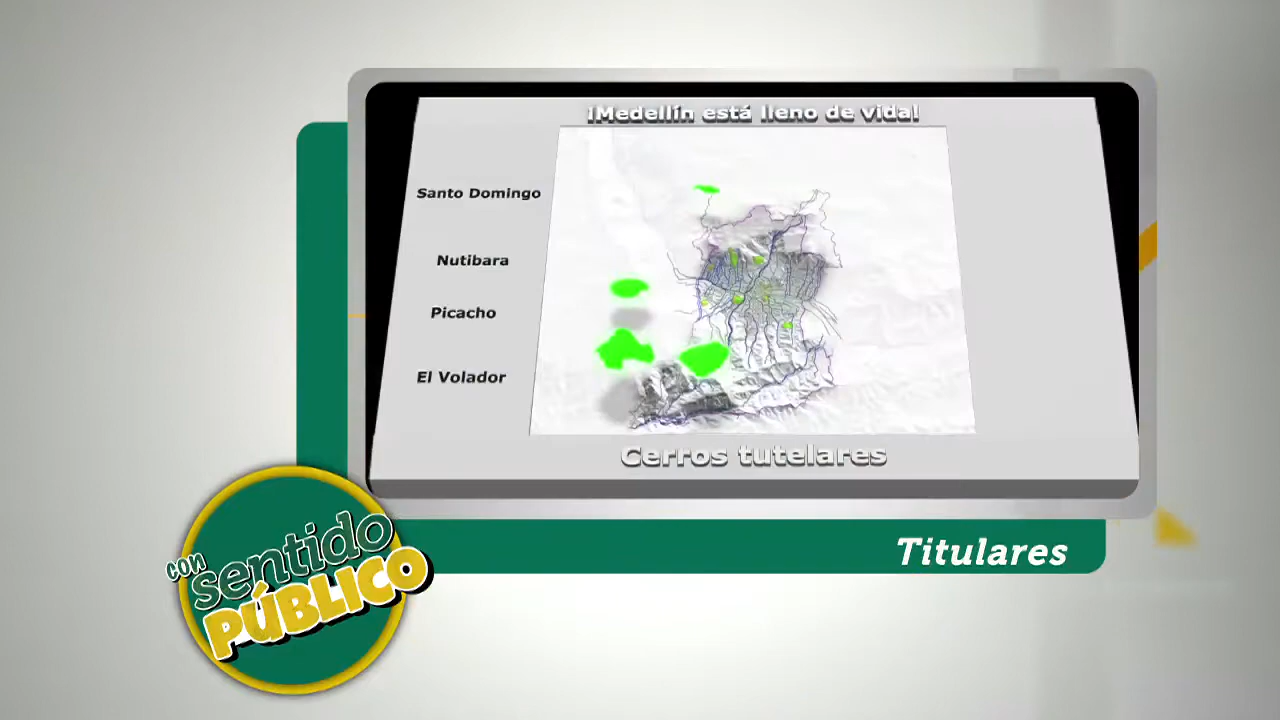 ¡Medellín está lleno de vida!
Santo Domingo
Nutibara
Picacho
El Volador
Cerros tutelares
Titulares
con
sentido
PÚBLICO